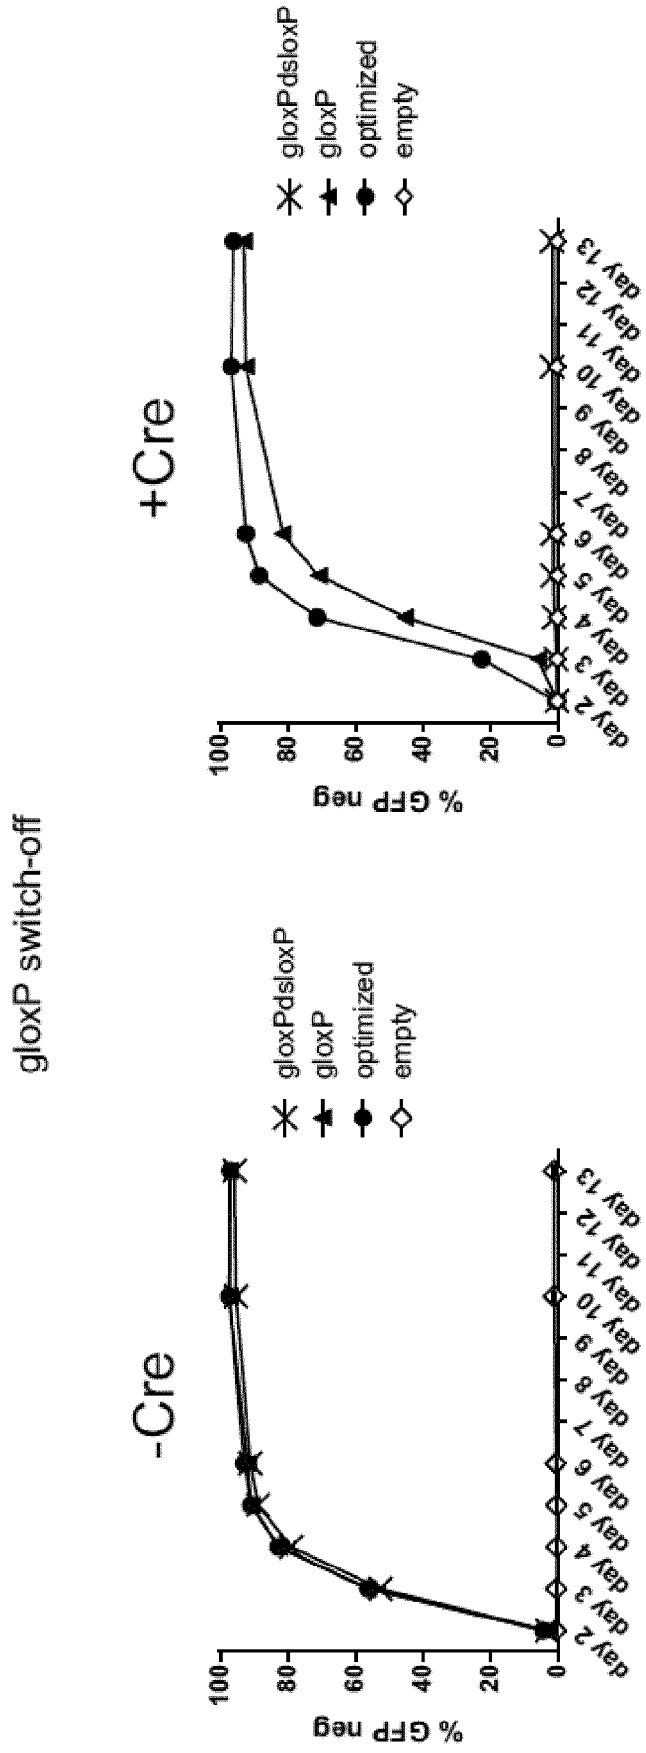 gloxP switch-off
-Cre
% GFP neg
100
80
60
40
20
0
day 2
day 3
day 4
day 5
day 6
day 7
day 8
day 9
day 10
day 11
day 12
day 13
gloxPdsloxP
gloxP
optimized
empty
+Cre
% GFP neg
100
80
60
40
20
0
day 2
day 3
day 4
day 5
day 6
day 7
day 8
day 9
day 10
day 11
day 12
day 13
gloxPdsloxP
gloxP
optimized
empty